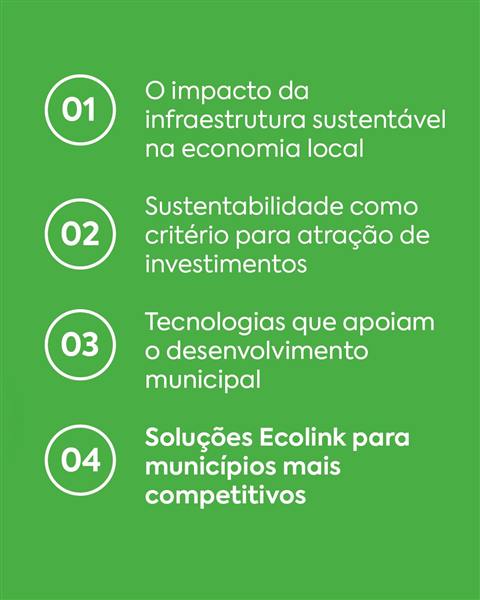 01
O impacto da
infraestrutura sustentável
na economia local
02
Sustentabilidade como
critério para atração de
investimentos
03
Tecnologias que apoiam
o desenvolvimento
municipal
04
Soluções Ecolink para
municípios mais
competitivos